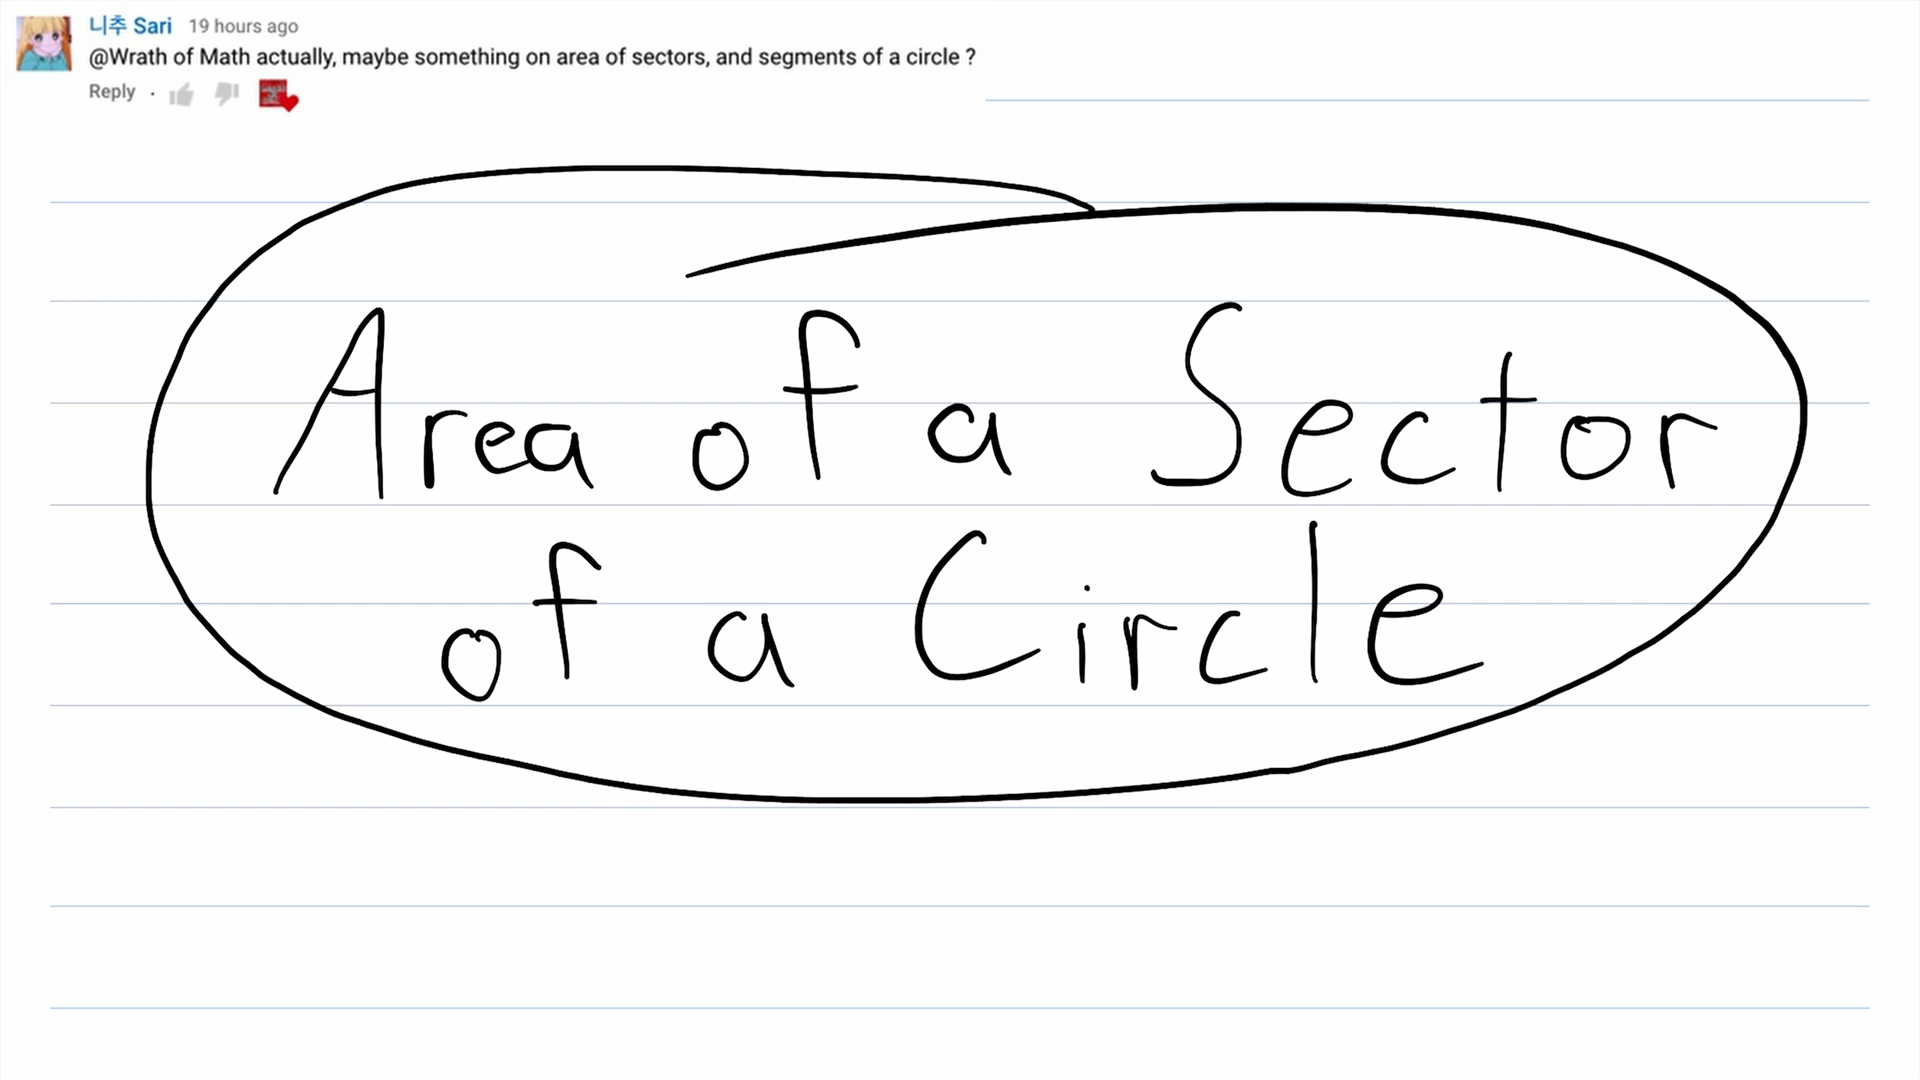 니추 Sari 19 hours ago
@Wrath of Math actually, maybe something on area of sectors, and segments of a circle ?
Reply ·
Area of a Sector
of a Circle